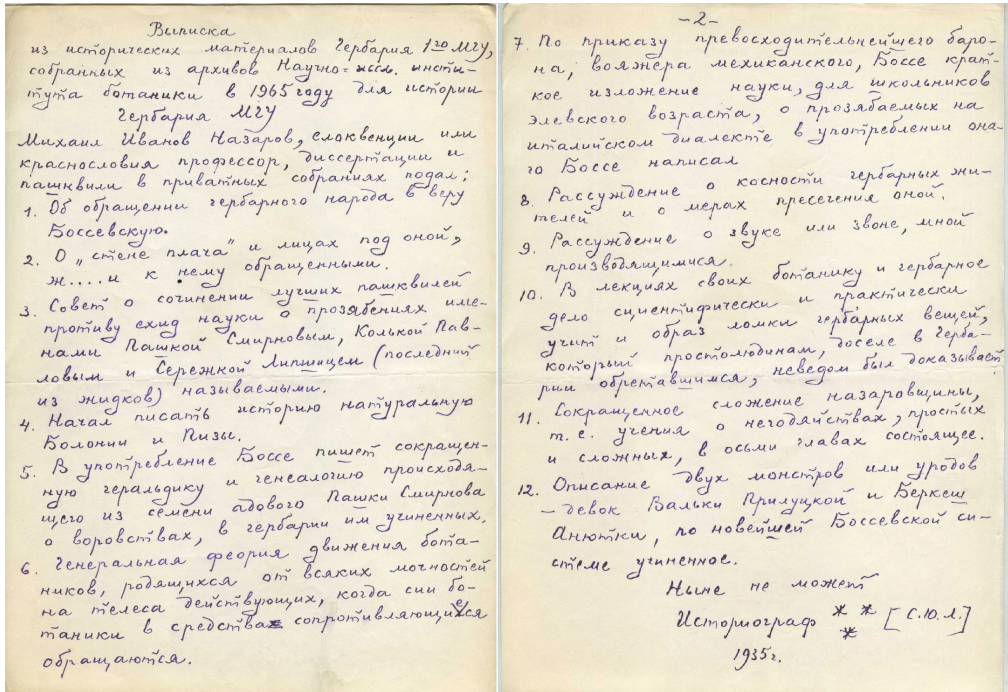 Выписка
из исторических материалов Гербария 1го МГУ,
собранных из архивов Научно=иссл. инсти-
тута ботаники в 1965 году для истории
Гербария МГУ
Михаил Иванов Назаров, елоквенции или
краснословия профессор, диссертации и
пашквили в приватных собраниях подал:
1. Об обращении гербарного народа в веру
Боссевскую.
2. О „стене плача" и лицах под оной,
ж....и к нему обращенными.
3. Совет о сочинении лучших пашквилей
противу ехид науки о прозябениях име-
нами Пашкой Смирновым, Колькой Пав-
ловым и Сережкой Липшицем (последний
из жидков) называемыми.
4. Начал писать историю натуральную
Болонии и Пизы.
5. В употребление Боссе пишет сокращен-
ную геральдику и генеалогию происходя-
щего из семени адового Пашки Смирнова
о воровствах, в гербарии им учиненных.
6. Генеральная феория движения бота-
ников, родящихся от всяких мочностей
на телеса действующих, когда сии бо-
таники в средства сопротивляющиеся
обращаются.
-2-
7. По приказу превосходительнейшего баро-
на, вояжера мехиканского, Боссе крат-
кое изложение науки, для школьников
элевского возраста, о прозябаемых на
италийском диалекте в употреблении она-
го Боссе написал
8. Рассуждение о косности гербарных жи-
телей и о мерах пресечения оной.
9. Рассуждение о звуке или звоне, мной
производящимся.
10. В лекциях своих ботанику и гербарное
дело сциентифически и практически
учит и образ ломки гербарных вещей,
который простолюдинам, доселе в Герба-
рии обретавшимся, неведом был доказывает
11. Сокращенное сложение назаровщины,
т.е. учения о негодяйствах, простых
и сложных, в осьми главах состоящее.
12. Описание двух монстров или уродов
– девок Вальки Прилуцкой и Беркеш
Анютки, по новейшей Боссевской си-
стеме учиненное.
Ныне не может
Историограф * * * [С.Ю.Л.]
1935г.